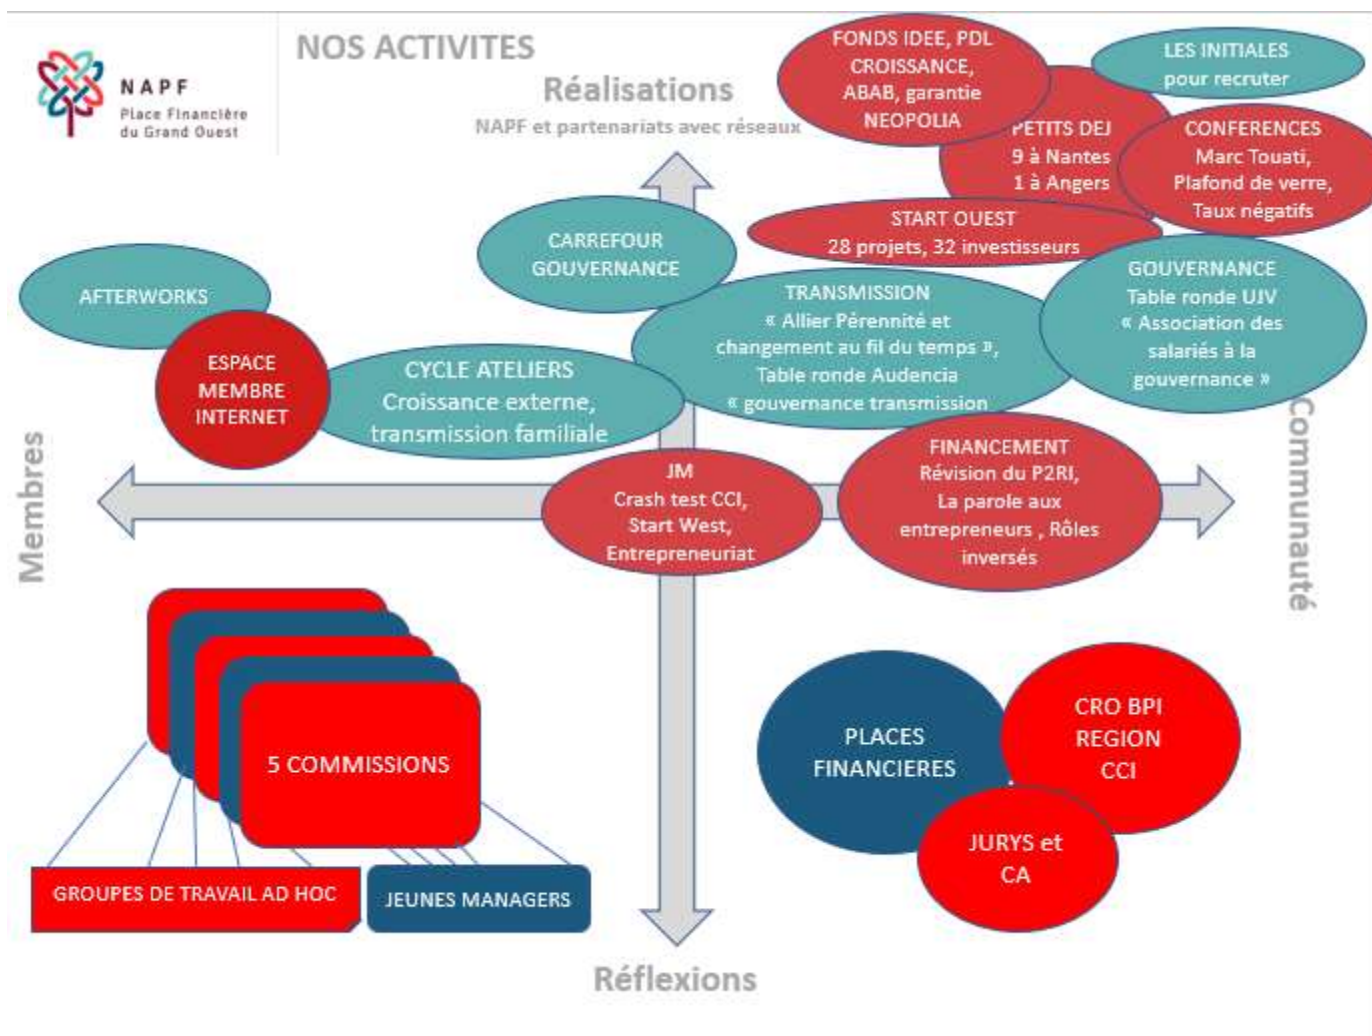 NAPF
Place Financière
du Grand Ouest
NOS ACTIVITES
Réalisations
NAPF et partenariats avec réseaux
FONDS IDEE, PDL
CROISSANCE,
ABAB, garantie
NEOPOLIA
LES INITIALES
pour recruter
PETITS DEJ
9 à Nantes
1 à Angers
CONFERENCES
Marc Touati,
Plafond de verre,
Taux négatifs
START OUEST
28 projets, 32 investisseurs
CARREFOUR
GOUVERNANCE
AFTERWORKS
TRANSMISSION
« Allier Pérennité et
changement au fil du temps »,
Table ronde Audencia
« gouvernance transmission
GOUVERNANCE
Table ronde UJV
« Association des
salariés à la
gouvernance »
ESPACE
MEMBRE
INTERNET
CYCLE ATELIERS
Croissance externe,
transmission familiale
Membres
Communauté
JM
Crash test CCI,
Start West,
Entrepreneuriat
FINANCEMENT
Révision du P2RI,
La parole aux
entrepreneurs , Rôles
inversés
5 COMMISSIONS
GROUPES DE TRAVAIL AD HOC
JEUNES MANAGERS
PLACES
FINANCIERES
CRO BPI
REGION
CCI
JURYS et
CA
Réflexions